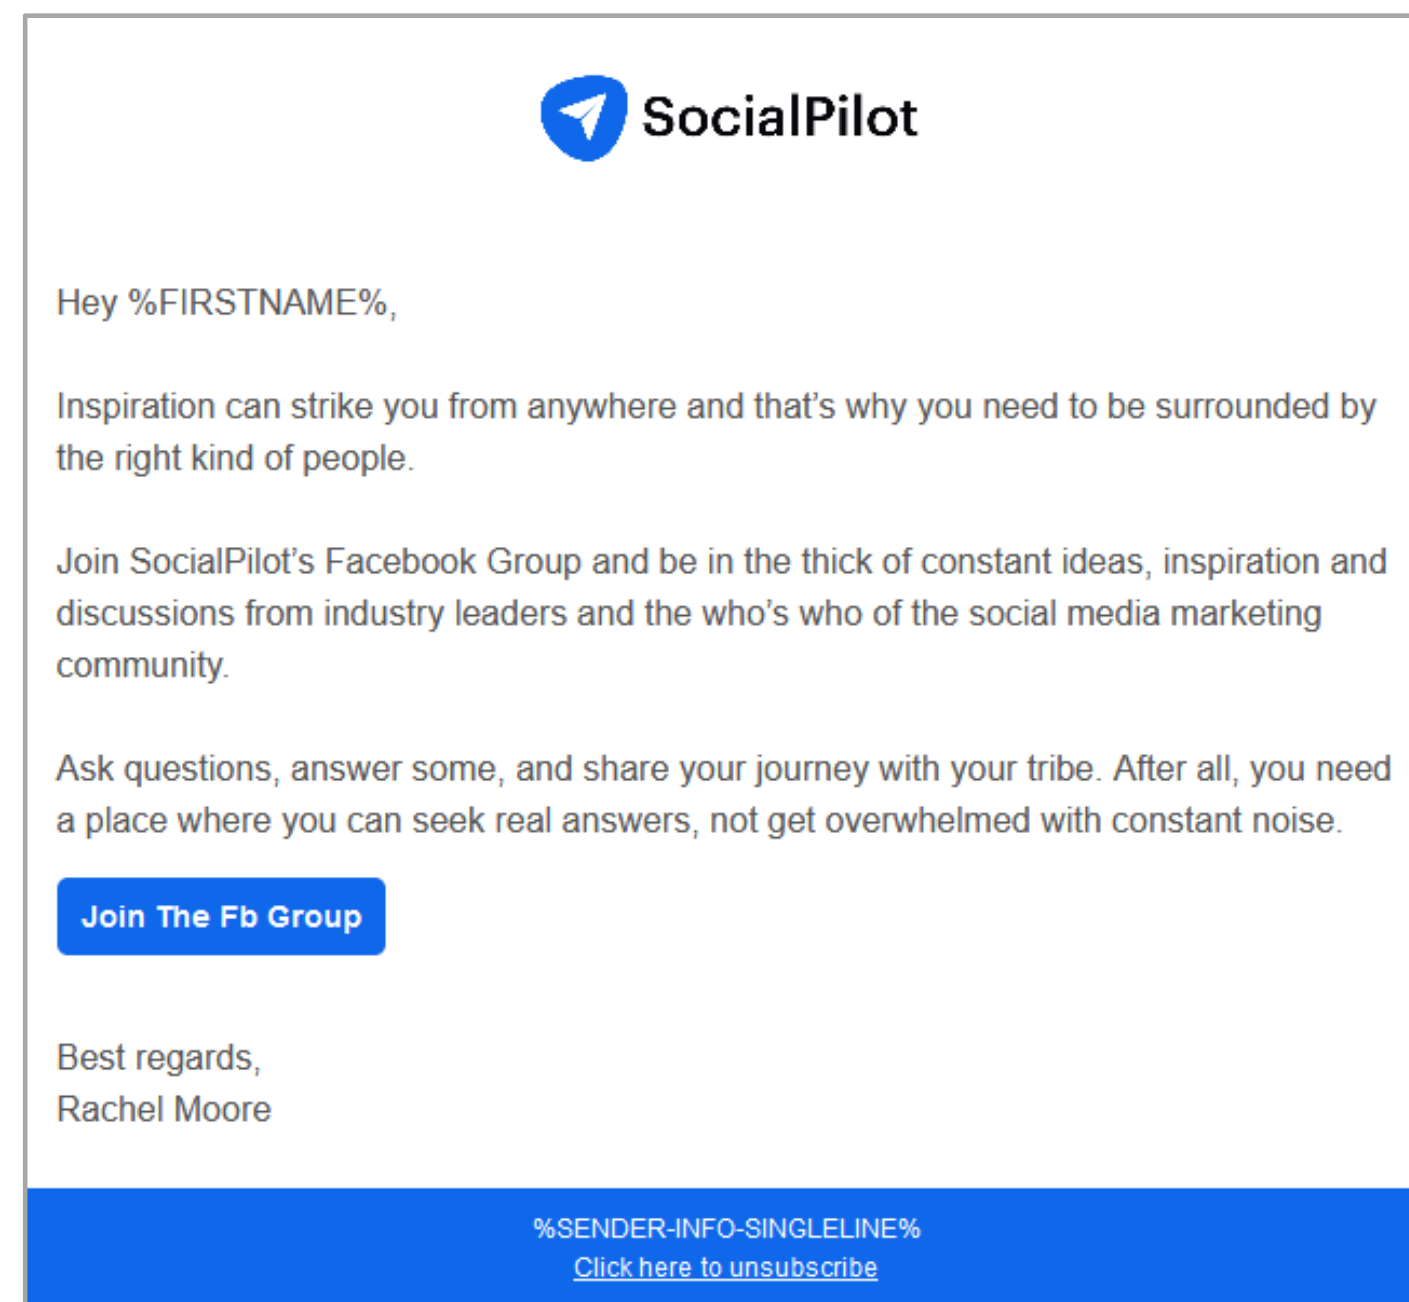 SocialPilot
Hey %FIRSTNAME%,
Inspiration can strike you from anywhere and that’s why you need to be surrounded by
the right kind of people.
Join SocialPilot’s Facebook Group and be in the thick of constant ideas, inspiration and
discussions from industry leaders and the who’s who of the social media marketing
community.
Ask questions, answer some, and share your journey with your tribe. After all, you need
a place where you can seek real answers, not get overwhelmed with constant noise.
Join The Fb Group
Best regards,
Rachel Moore
%SENDER-INFO-SINGLELINE%
Click here to unsubscribe